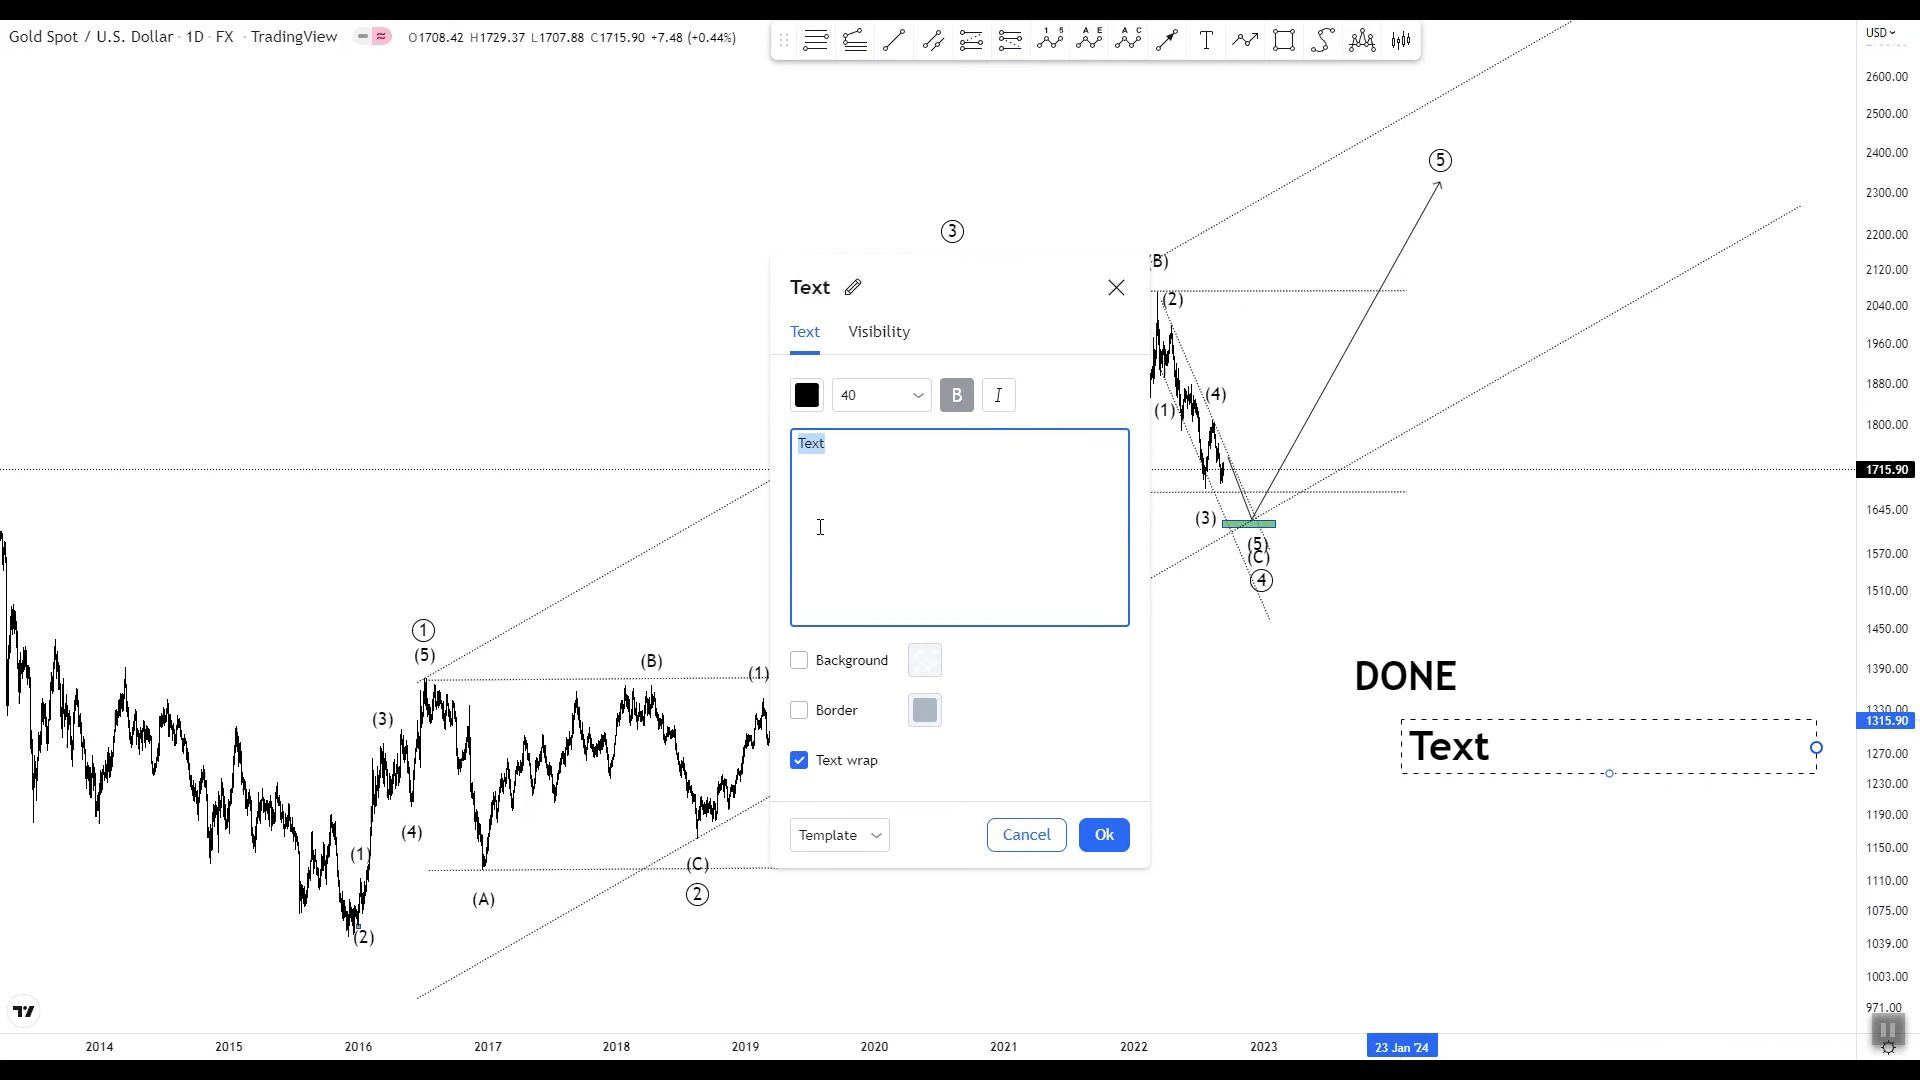 Gold Spot / U.S. Dollar · 1D · FX · TradingView
O1708.42 H1729.37 L1707.88 C1715.90 +7.48 (+0.44%)
1 5
A E
A C
T
USD
2600.00
2500.00
2400.00
2300.00
2200.00
2120.00
2040.00
1960.00
1880.00
1800.00
1715.90
1645.00
1570.00
1510.00
1450.00
1390.00
1330.00
1315.90
1270.00
1230.00
1190.00
1150.00
1110.00
1075.00
1039.00
1003.00
971.00
5
3
(B)
(2)
(4)
(1)
(3)
(5)
(C)
4
Text
Text
Visibility
40
B
I
Text
Background
Border
Text wrap
Template
Cancel
Ok
DONE
Text
1
(5)
(B)
(1)
(3)
(4)
(1)
(C)
(A)
2
(2)
2014
2015
2016
2017
2018
2019
2020
2021
2022
2023
23 Jan '24